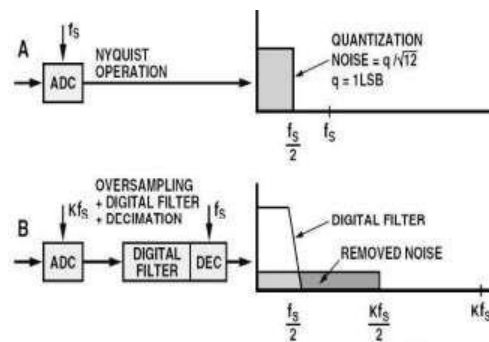 A
fS
ADC
NYQUIST
OPERATION
QUANTIZATION
NOISE = q/√12
q = 1LSB
fS/2
fS
B
OVERSAMPLING
+ DIGITAL FILTER
+ DECIMATION
KfS
fS
ADC
DIGITAL
FILTER
DEC
DIGITAL FILTER
REMOVED NOISE
fS/2
KfS/2
KfS